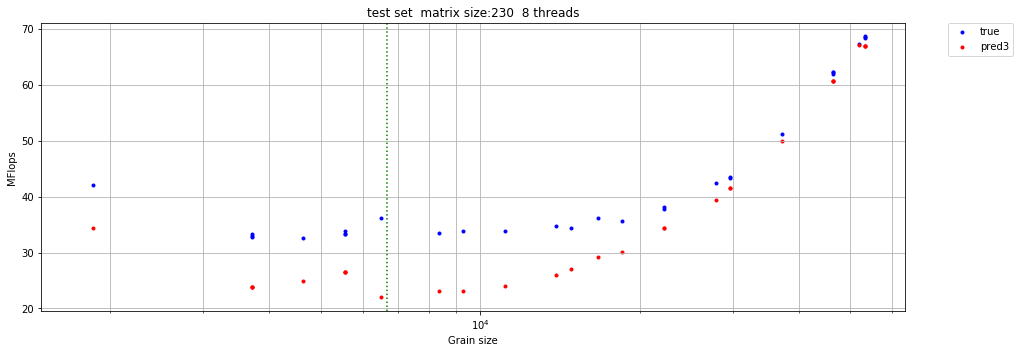 test set  matrix size:230  8 threads
70
60
50
40
30
20
MFlops
10⁴
Grain size
true
pred3